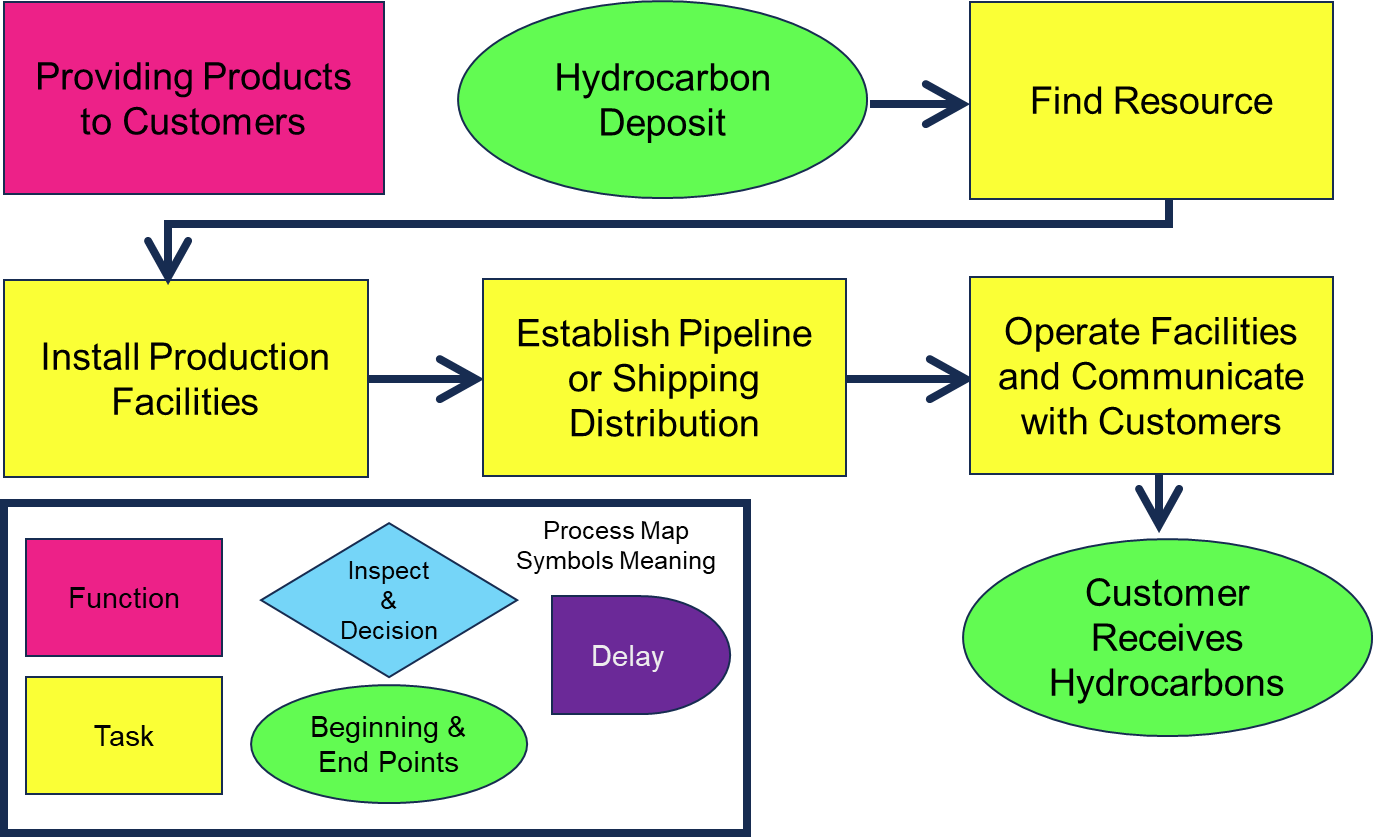 Providing Products
to Customers
Hydrocarbon
Deposit
Find Resource
Install Production
Facilities
Establish Pipeline
or Shipping
Distribution
Operate Facilities
and Communicate
with Customers
Customer
Receives
Hydrocarbons
Process Map
Symbols Meaning
Function
Inspect
&
Decision
Delay
Task
Beginning &
End Points